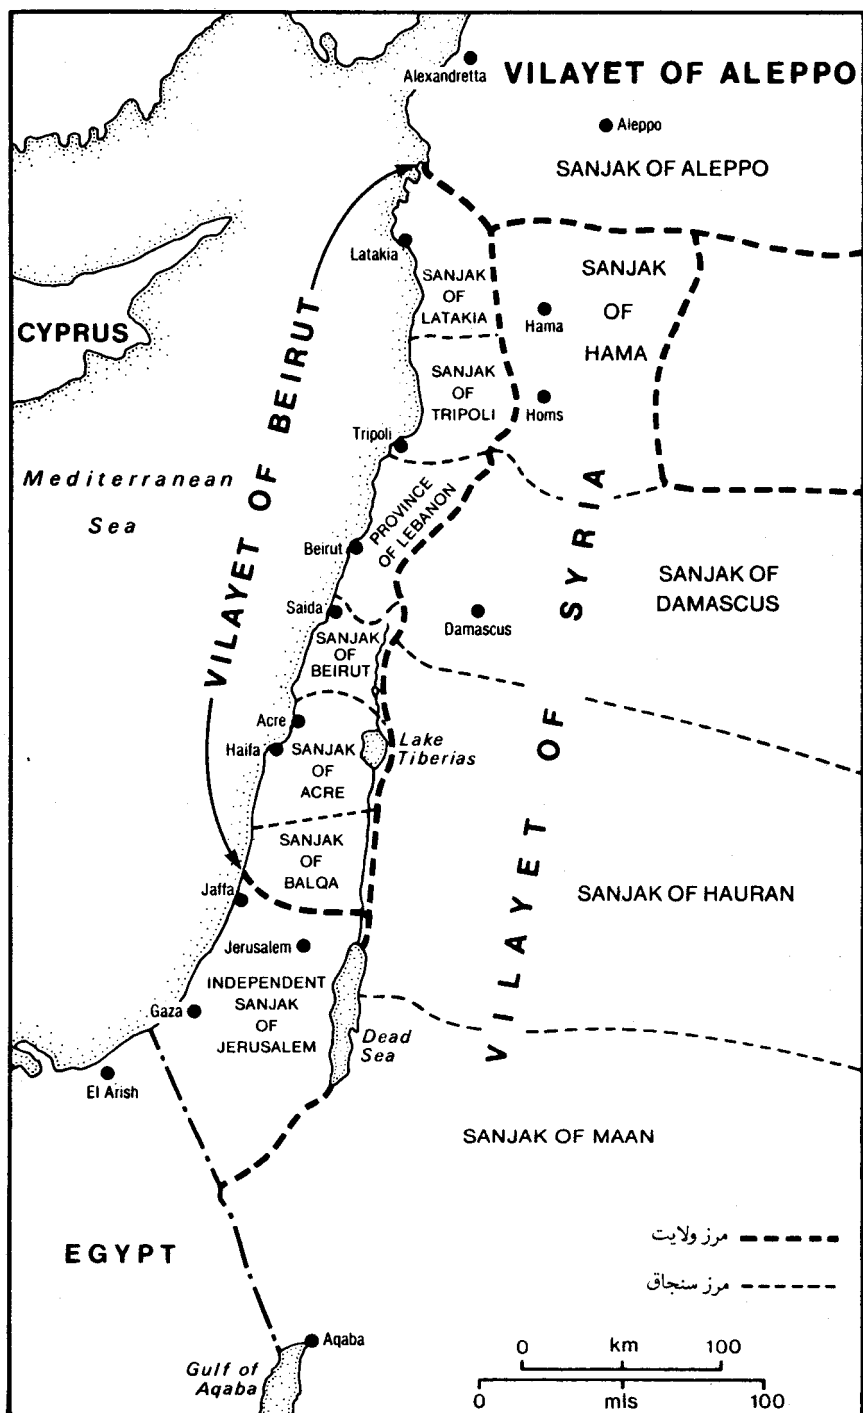 Alexandretta
VILAYET OF ALEPPO
Aleppo
SANJAK OF ALEPPO
Latakia
SANJAK
OF
LATAKIA
SANJAK
OF
HAMA
Hama
CYPRUS
SANJAK
OF
TRIPOLI
Homs
Tripoli
VILAYET OF BEIRUT
Mediterranean
Sea
PROVINCE
OF LEBANON
Beirut
VILAYET OF SYRIA
SANJAK OF
DAMASCUS
Saida
Damascus
SANJAK
OF
BEIRUT
Acre
Haifa
Lake
Tiberias
SANJAK
OF
ACRE
SANJAK
OF
BALQA
SANJAK OF HAURAN
Jaffa
Jerusalem
INDEPENDENT
SANJAK
OF
JERUSALEM
Gaza
Dead
Sea
El Arish
SANJAK OF MAAN
EGYPT
مرز ولایت
مرز سنجاق
Aqaba
Gulf of
Aqaba
0 km 100
0 mls 100